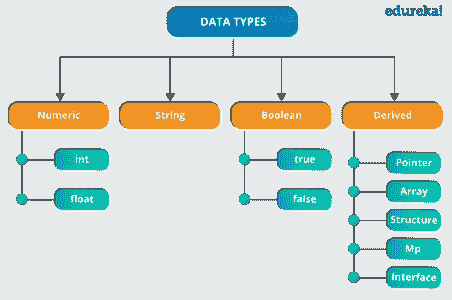 edureka!
DATA TYPES
Numeric
String
Boolean
Derived
int
float
true
false
Pointer
Array
Structure
Mp
Interface